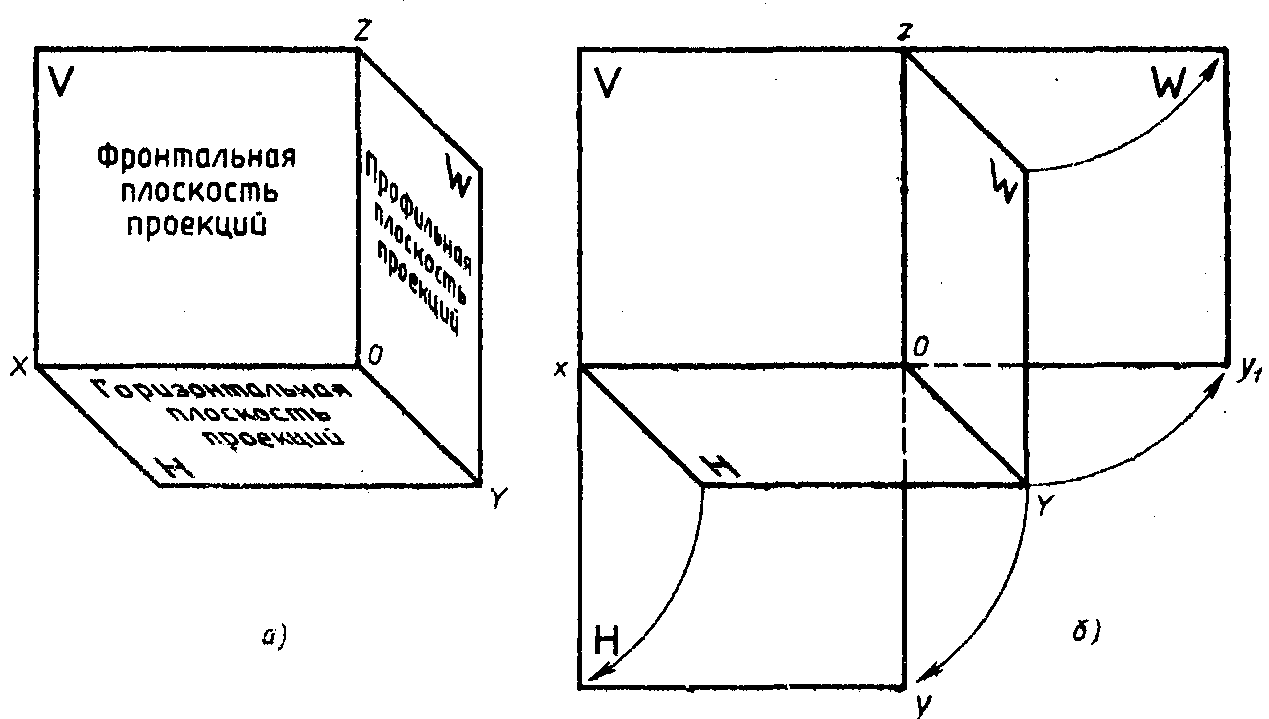 Z
V
Фронтальная
плоскость
проекций
W
Профильная
плоскость
проекций
X
O
Горизонтальная
плоскость
проекций
H
Y
а)
z
V
W
W
O
x
y₁
H
Y
H
y
б)